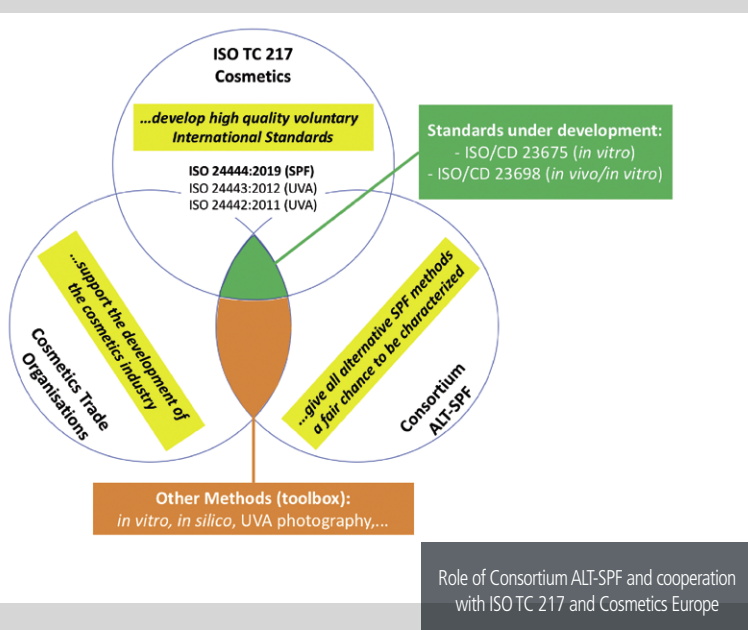 ISO TC 217
Cosmetics
...develop high quality voluntary
International Standards
ISO 24444:2019 (SPF)
ISO 24443:2012 (UVA)
ISO 24442:2011 (UVA)
Standards under development:
- ISO/CD 23675 (in vitro)
- ISO/CD 23698 (in vivo/in vitro)
...support the development of
the cosmetics industry
Cosmetics Trade
Organisations
...give all alternative SPF methods
a fair chance to be characterized
Consortium
ALT-SPF
Other Methods (toolbox):
in vitro, in silico, UVA photography,...
Role of Consortium ALT-SPF and cooperation
with ISO TC 217 and Cosmetics Europe